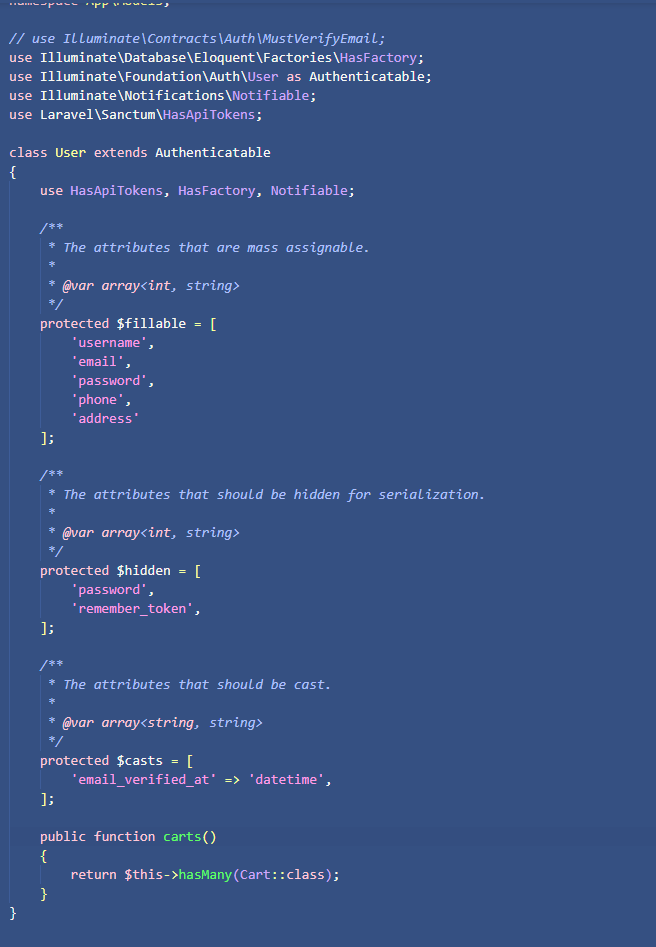 namespace App\Models;
// use Illuminate\Contracts\Auth\MustVerifyEmail;
use Illuminate\Database\Eloquent\Factories\HasFactory;
use Illuminate\Foundation\Auth\User as Authenticatable;
use Illuminate\Notifications\Notifiable;
use Laravel\Sanctum\HasApiTokens;

class User extends Authenticatable
{
    use HasApiTokens, HasFactory, Notifiable;

    /**
     * The attributes that are mass assignable.
     *
     * @var array<int, string>
     */
    protected $fillable = [
        'username',
        'email',
        'password',
        'phone',
        'address'
    ];

    /**
     * The attributes that should be hidden for serialization.
     *
     * @var array<int, string>
     */
    protected $hidden = [
        'password',
        'remember_token',
    ];

    /**
     * The attributes that should be cast.
     *
     * @var array<string, string>
     */
    protected $casts = [
        'email_verified_at' => 'datetime',
    ];

    public function carts()
    {
        return $this->hasMany(Cart::class);
    }
}